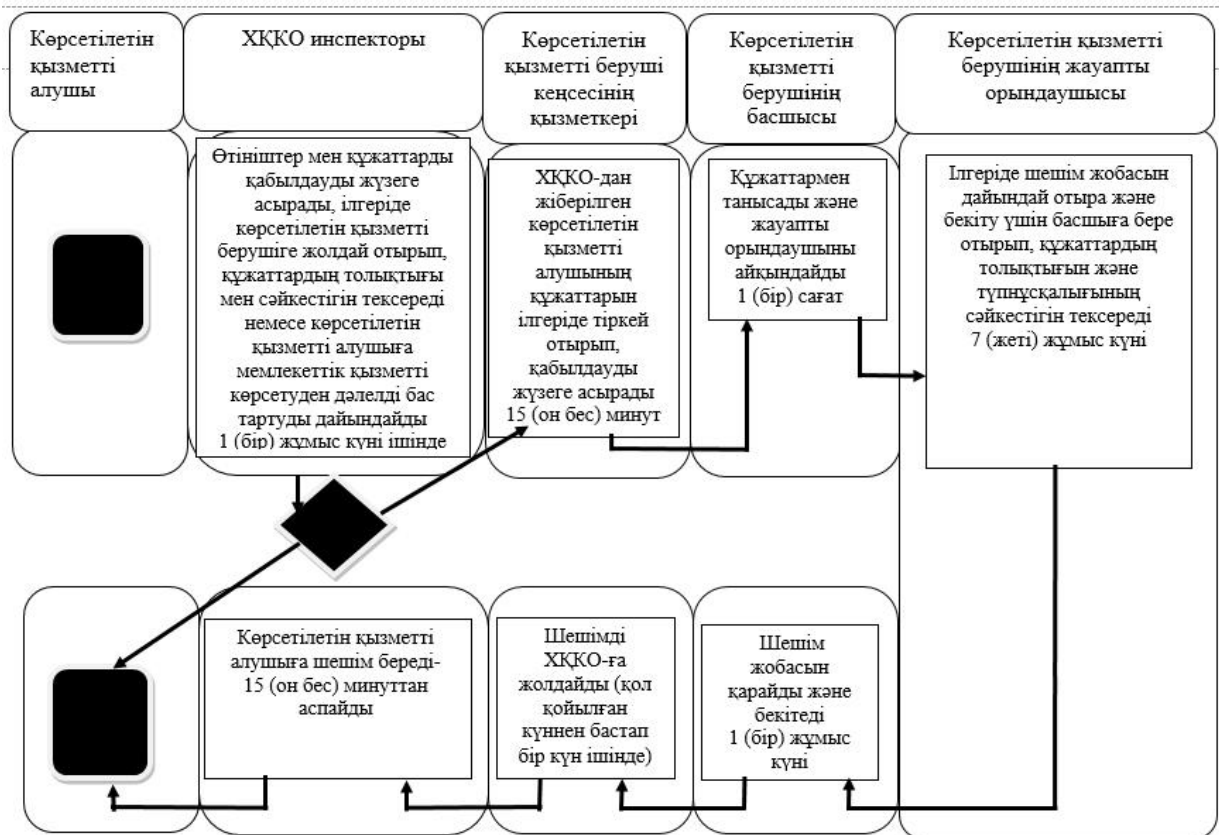 Көрсетілетін
қызметті
алушы
ХҚКО инспекторы
Көрсетілетін
қызметті беруші
кеңсесінің
қызметкері
Көрсетілетін
қызметті
берушінің
басшысы
Көрсетілетін қызметті
берушінің жауапты
орындаушысы
Өтініштер мен құжаттарды
қабылдауды жүзеге
асырады, ілгеріде
көрсетілетін қызметті
берушіге жолдай отырып,
құжаттардың толықтығы
мен сәйкестігін тексереді
немесе көрсетілетін
қызметті алушыға
мемлекеттік қызметті
көрсетуден дәлелді бас
тартуды дайындайды
1 (бір) жұмыс күні ішінде
ХҚКО-дан
жіберілген
көрсетілетін
қызметті
алушының
құжаттарын
ілгеріде тіркей
отырып,
қабылдауды
жүзеге асырады
15 (он бес) минут
Құжаттармен
танысады және
жауапты
орындаушыны
айқындайды
1 (бір) сағат
Ілгеріде шешім жобасын
дайындай отыра және
бекіту үшін басшыға бере
отырып, құжаттардың
толықтығын және
түпнұсқалығының
сәйкестігін тексереді
7 (жеті) жұмыс күні
Көрсетілетін қызметті
алушыға шешім береді-
15 (он бес) минуттан
аспайды
Шешімді
ХҚКО-ға
жолдайды (қол
қойылған
күннен бастап
бір күн ішінде)
Шешім
жобасын
қарайды және
бекітеді
1 (бір) жұмыс
күні